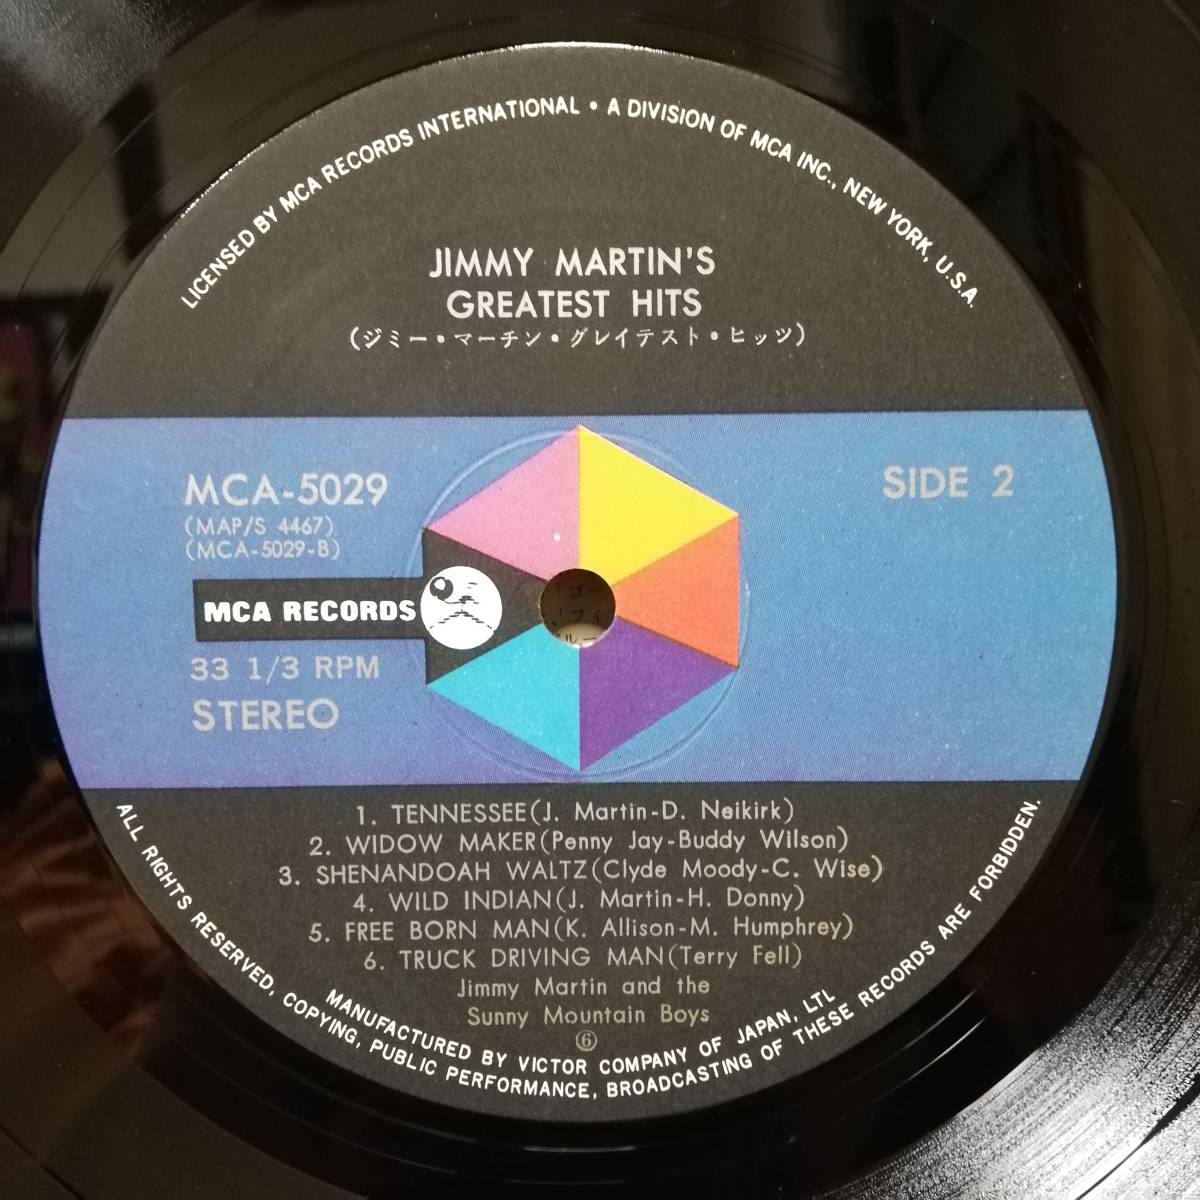 LICENSED BY MCA RECORDS INTERNATIONAL • A DIVISION OF MCA INC., NEW YORK, U.S.A.
JIMMY MARTIN'S
GREATEST HITS
(ジミー・マーチン・グレイテスト・ヒッツ)
MCA-5029
(MAP/S 4467)
(MCA-5029-B)
SIDE 2
MCA RECORDS
33 1/3 RPM
STEREO
1. TENNESSEE(J. Martin-D. Neikirk)
2. WIDOW MAKER(Penny Jay-Buddy Wilson)
3. SHENANDOAH WALTZ(Clyde Moody-C. Wise)
4. WILD INDIAN(J. Martin-H. Donny)
5. FREE BORN MAN(K. Allison-M. Humphrey)
6. TRUCK DRIVING MAN(Terry Fell)
Jimmy Martin and the
Sunny Mountain Boys
⑥
MANUFACTURED BY VICTOR COMPANY OF JAPAN, LTD.
ALL RIGHTS RESERVED, COPYING, PUBLIC PERFORMANCE, BROADCASTING OF THESE RECORDS ARE FORBIDDEN.